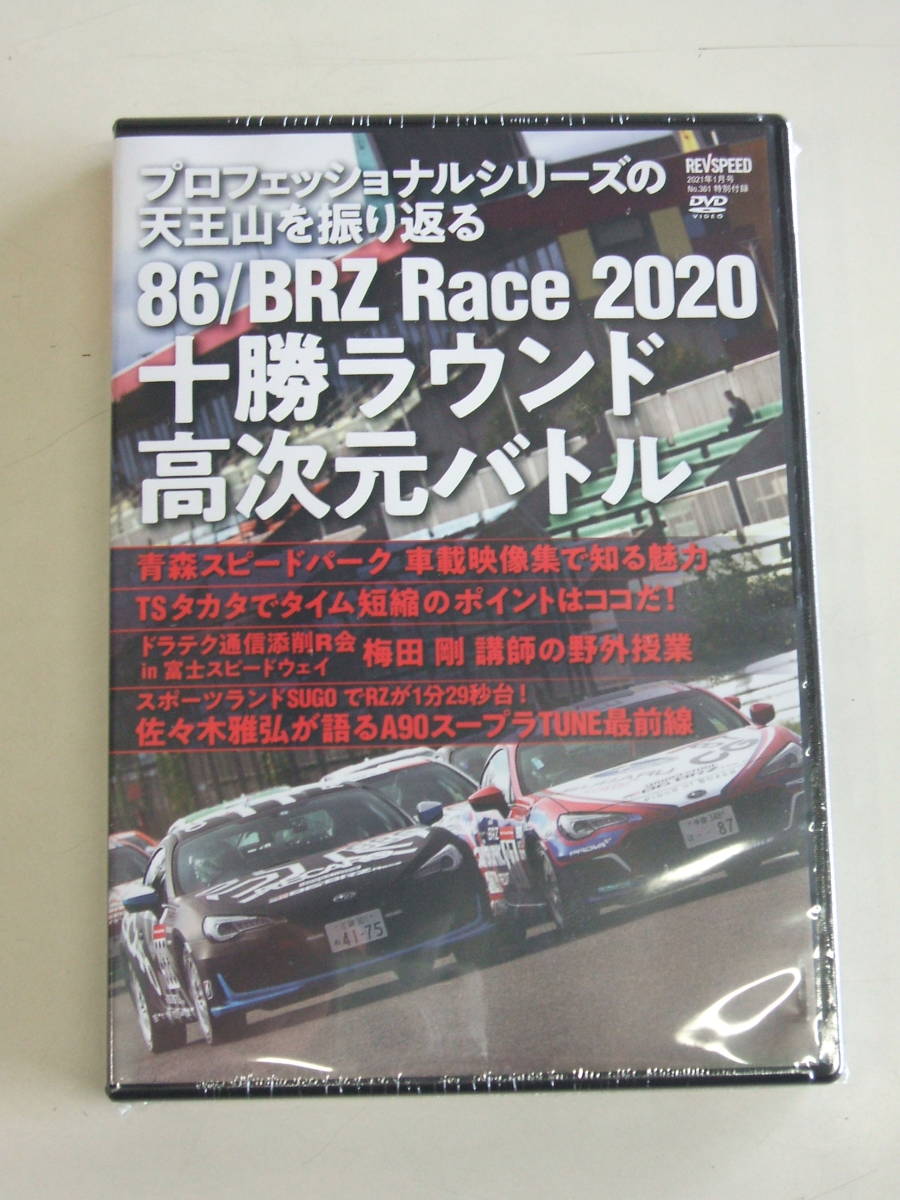 プロフェッショナルシリーズの
天王山を振り返る
REVSPEED
2021年1月号
No.361 特別付録
DVD
VIDEO
86/BRZ Race 2020
十勝ラウンド
高次元バトル
青森スピードパーク 車載映像集で知る魅力
TSタカタでタイム短縮のポイントはココだ!
ドラテク通信添削R会
in 富士スピードウェイ
梅田 剛 講師の野外授業
スポーツランドSUGO でRZが1分29秒台!
佐々木雅弘が語るA90スープラTUNE最前線
BRZ
PROVA
87
41-75